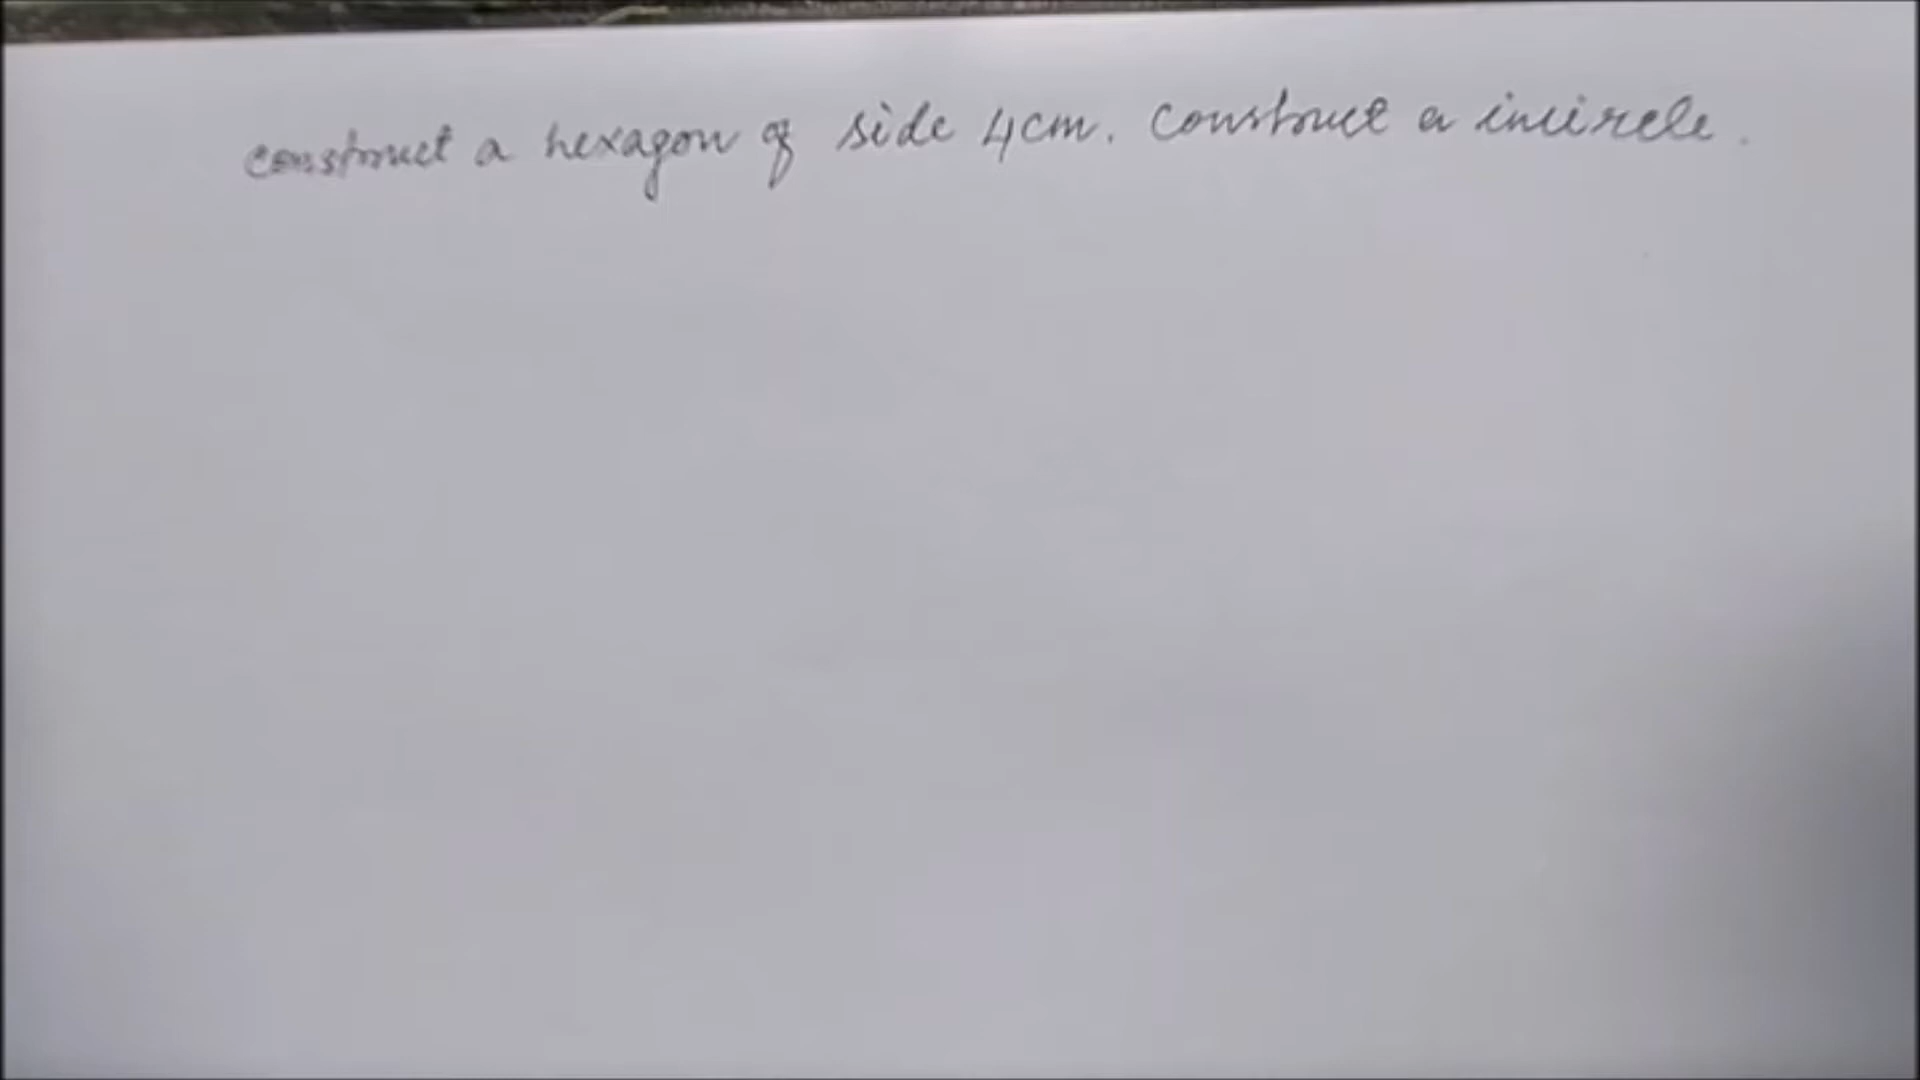 construct a hexagon of side 4cm. Construct a incircle.